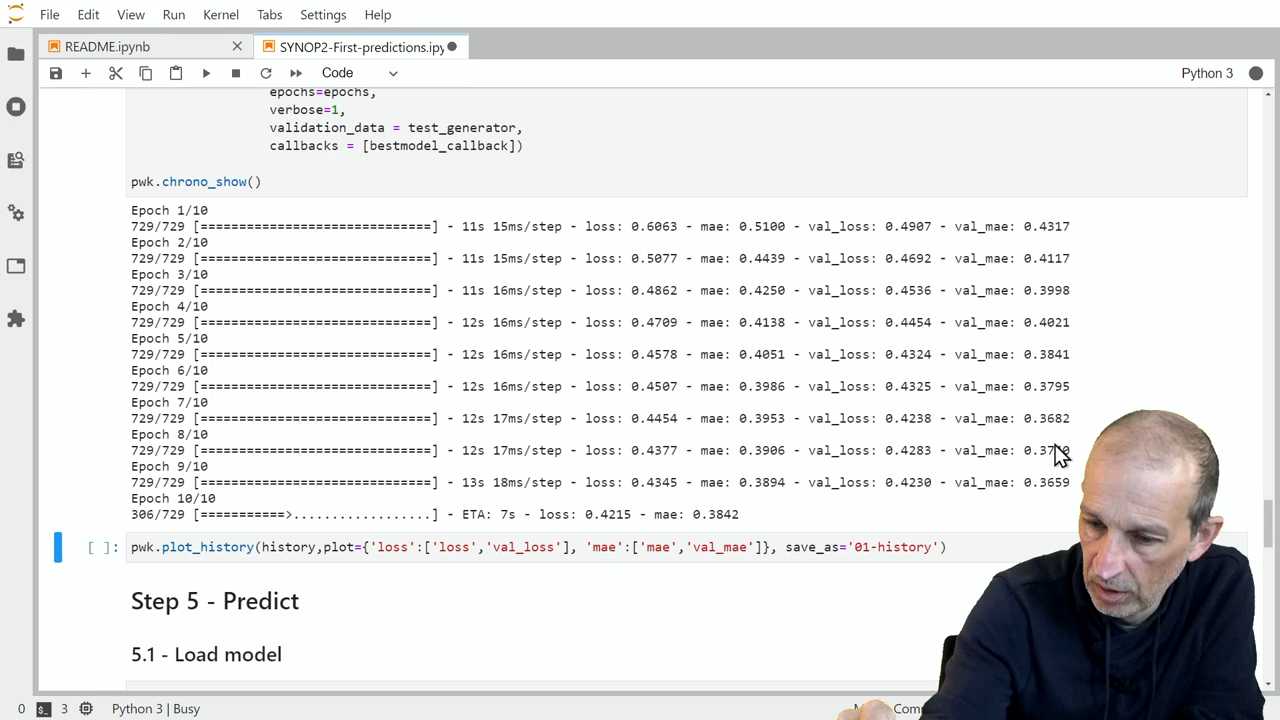 File Edit View Run Kernel Tabs Settings Help
README.ipynb
SYNOP2-First-predictions.ipy
Code
Python 3
epochs=epochs,
verbose=1,
validation_data = test_generator,
callbacks = [bestmodel_callback])
pwk.chrono_show()
Epoch 1/10
729/729 [==============================] - 11s 15ms/step - loss: 0.6063 - mae: 0.5100 - val_loss: 0.4907 - val_mae: 0.4317
Epoch 2/10
729/729 [==============================] - 11s 15ms/step - loss: 0.5077 - mae: 0.4439 - val_loss: 0.4692 - val_mae: 0.4117
Epoch 3/10
729/729 [==============================] - 11s 16ms/step - loss: 0.4862 - mae: 0.4250 - val_loss: 0.4536 - val_mae: 0.3998
Epoch 4/10
729/729 [==============================] - 12s 16ms/step - loss: 0.4709 - mae: 0.4138 - val_loss: 0.4454 - val_mae: 0.4021
Epoch 5/10
729/729 [==============================] - 12s 16ms/step - loss: 0.4578 - mae: 0.4051 - val_loss: 0.4324 - val_mae: 0.3841
Epoch 6/10
729/729 [==============================] - 12s 16ms/step - loss: 0.4507 - mae: 0.3986 - val_loss: 0.4325 - val_mae: 0.3795
Epoch 7/10
729/729 [==============================] - 12s 17ms/step - loss: 0.4454 - mae: 0.3953 - val_loss: 0.4238 - val_mae: 0.3682
Epoch 8/10
729/729 [==============================] - 12s 17ms/step - loss: 0.4377 - mae: 0.3906 - val_loss: 0.4283 - val_mae:
Epoch 9/10
729/729 [==============================] - 13s 18ms/step - loss: 0.4345 - mae: 0.3894 - val_loss: 0.4230 - val_mae: 0.3659
Epoch 10/10
306/729 [===========>..................] - ETA: 7s - loss: 0.4215 - mae: 0.3842
[ ]: pwk.plot_history(history,plot={'loss':['loss','val_loss'], 'mae':['mae','val_mae']}, save_as='01-history')
Step 5 - Predict
5.1 - Load model
0 3 Python 3 | Busy